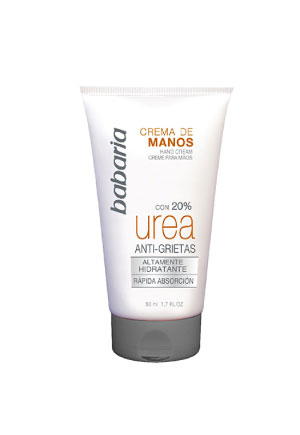 babaria
CREMA DE
MANOS
HAND CREAM
CREME PARA MÃOS
CON 20%
urea
ANTI-GRIETAS
ALTAMENTE
HIDRATANTE
RÁPIDA ABSORCIÓN
50 ml 1,7 FL.OZ